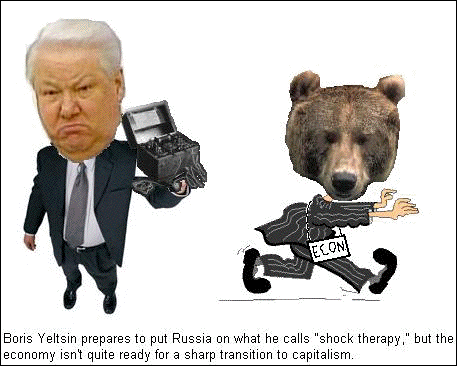 ECON
Boris Yeltsin prepares to put Russia on what he calls "shock therapy," but the
economy isn't quite ready for a sharp transition to capitalism.